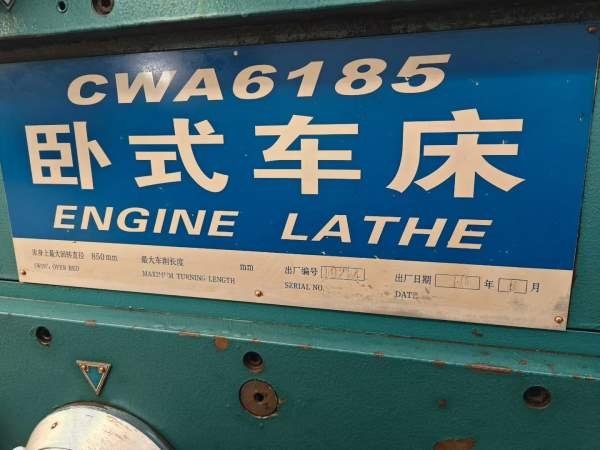 CWA6185
卧式车床
ENGINE LATHE
床身上最大回转直径 850mm 最大车削长度 mm 出厂编号 出厂日期 年 月
SWING OVER BED MAXIMUM TURNING LENGTH SZRIAL NO. DATE